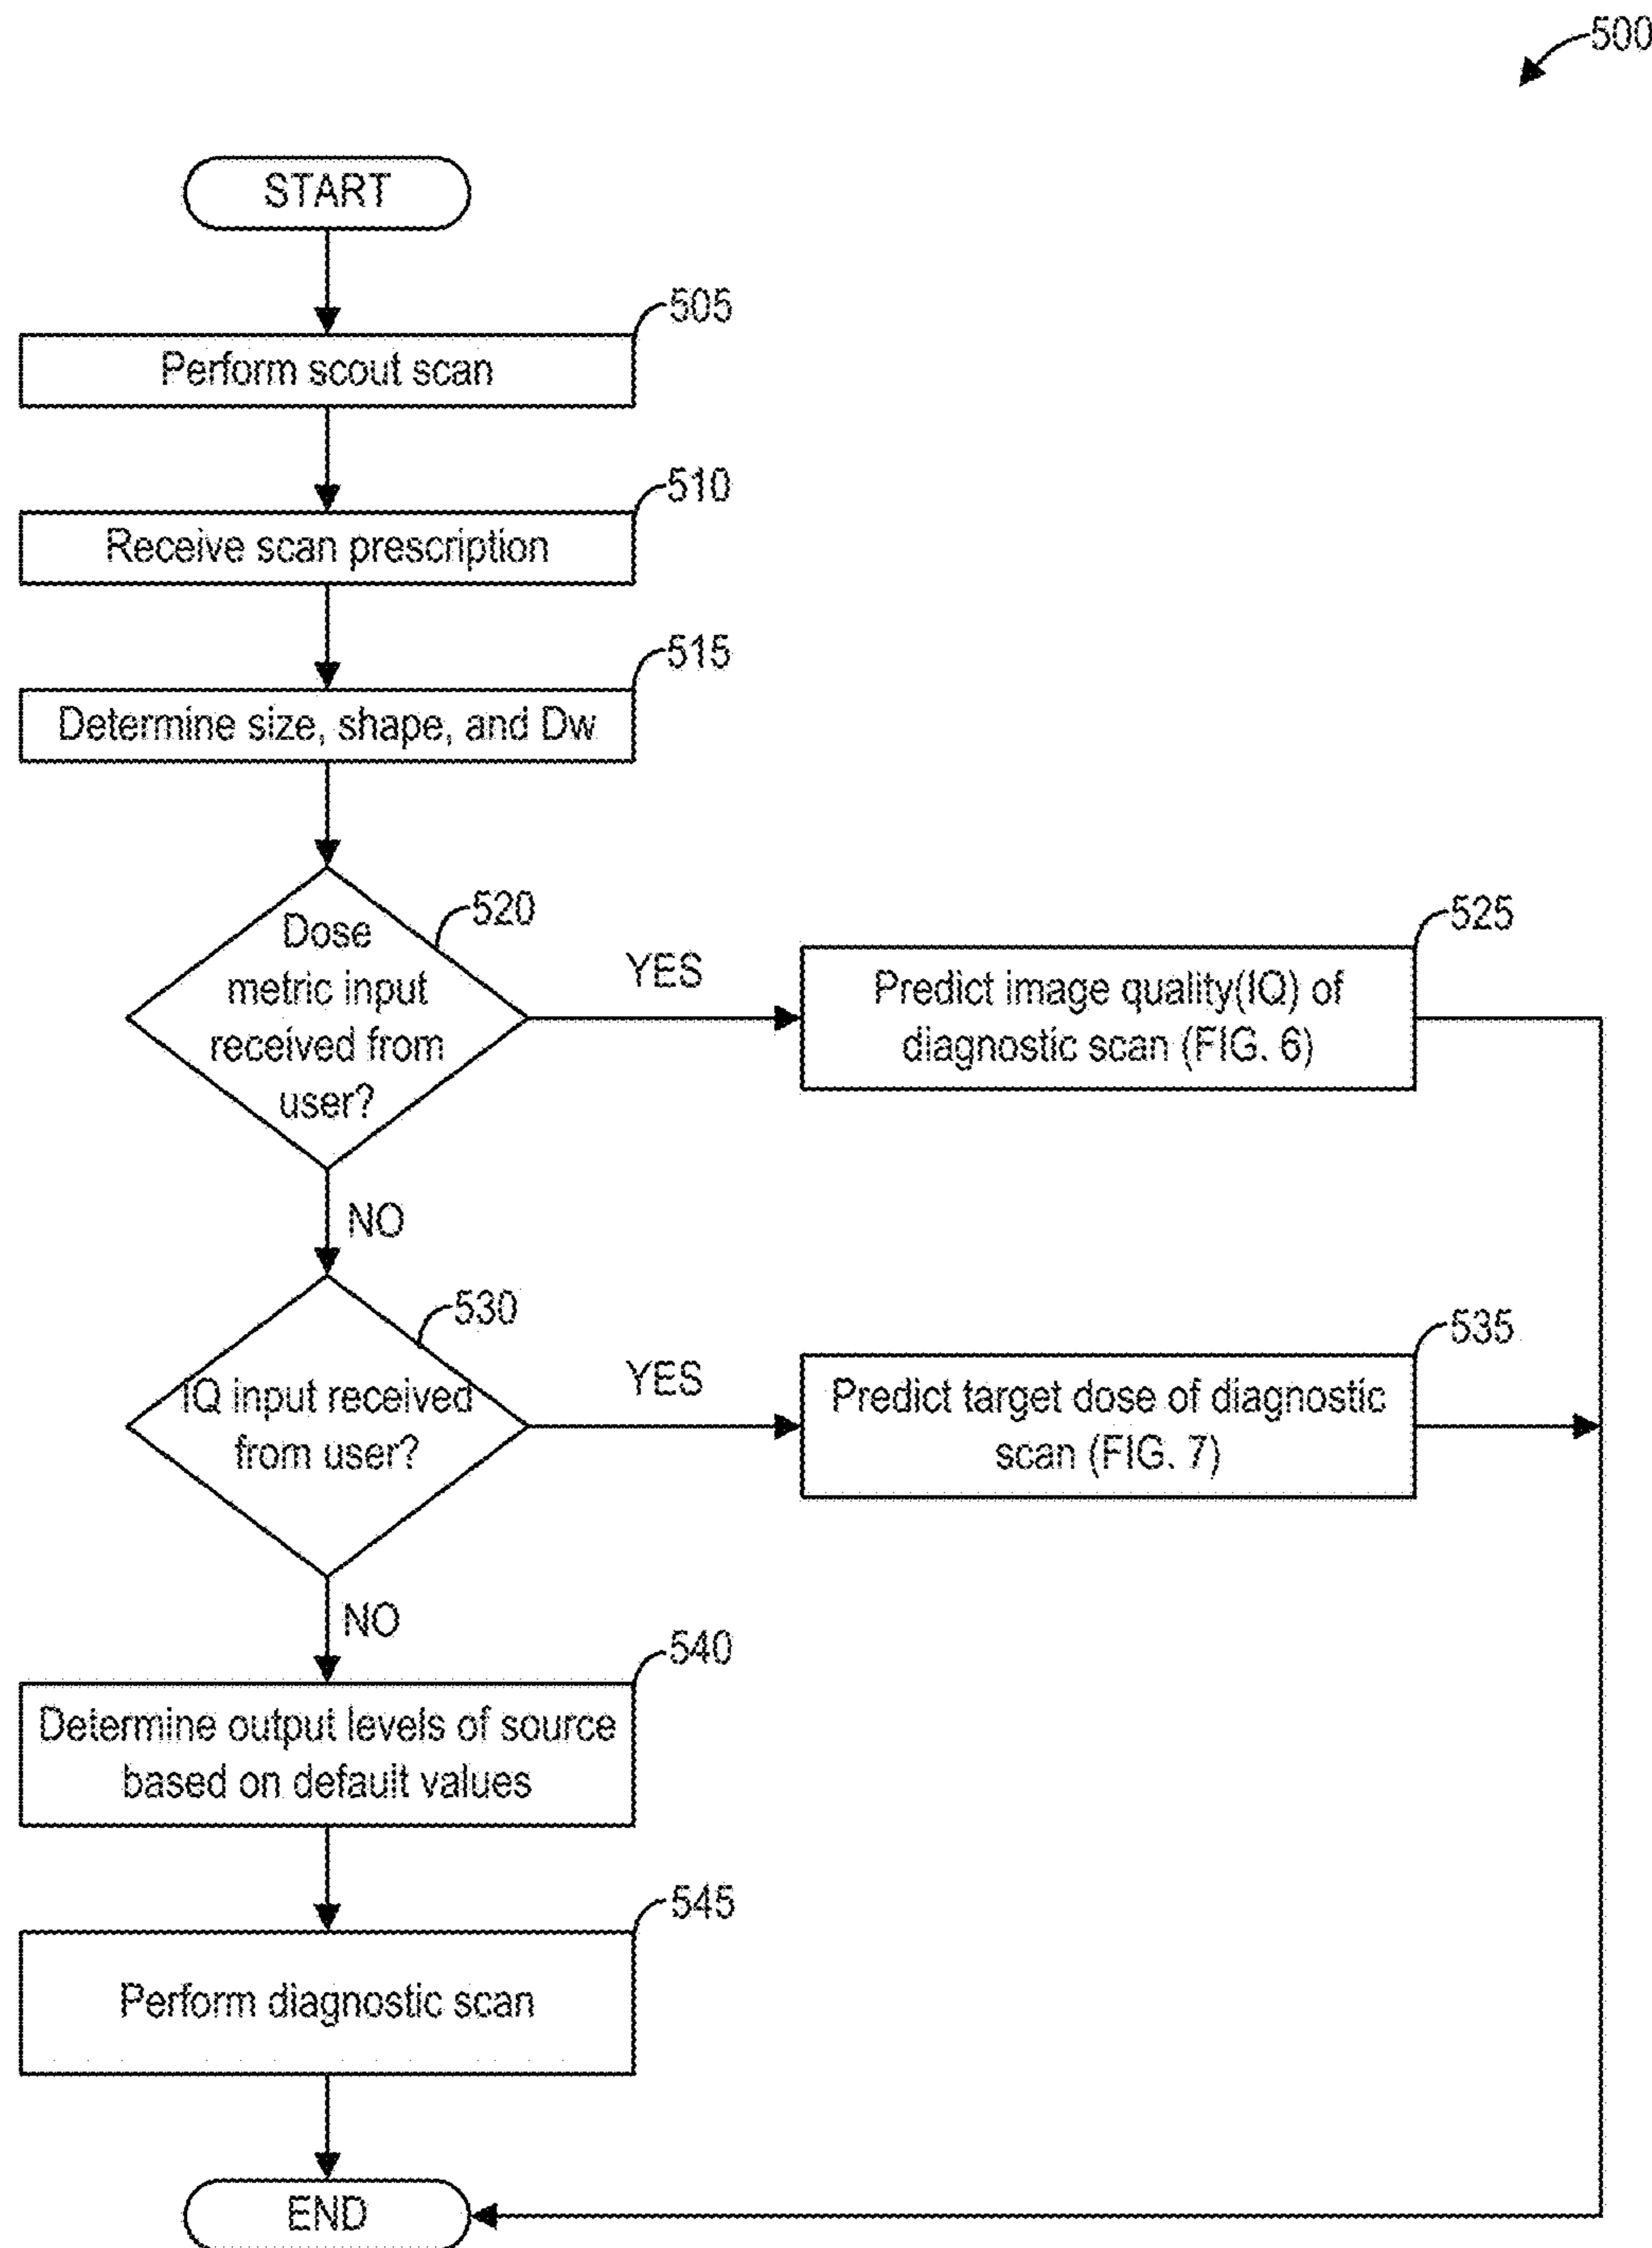 500
START
505
Perform scout scan
510
Receive scan prescription
515
Determine size, shape, and Dw
520
Dose
metric input
received from
user?
YES
525
Predict image quality(IQ) of
diagnostic scan (FIG. 6)
NO
530
IQ input received
from user?
YES
535
Predict target dose of diagnostic
scan (FIG. 7)
NO
540
Determine output levels of source
based on default values
545
Perform diagnostic scan
END